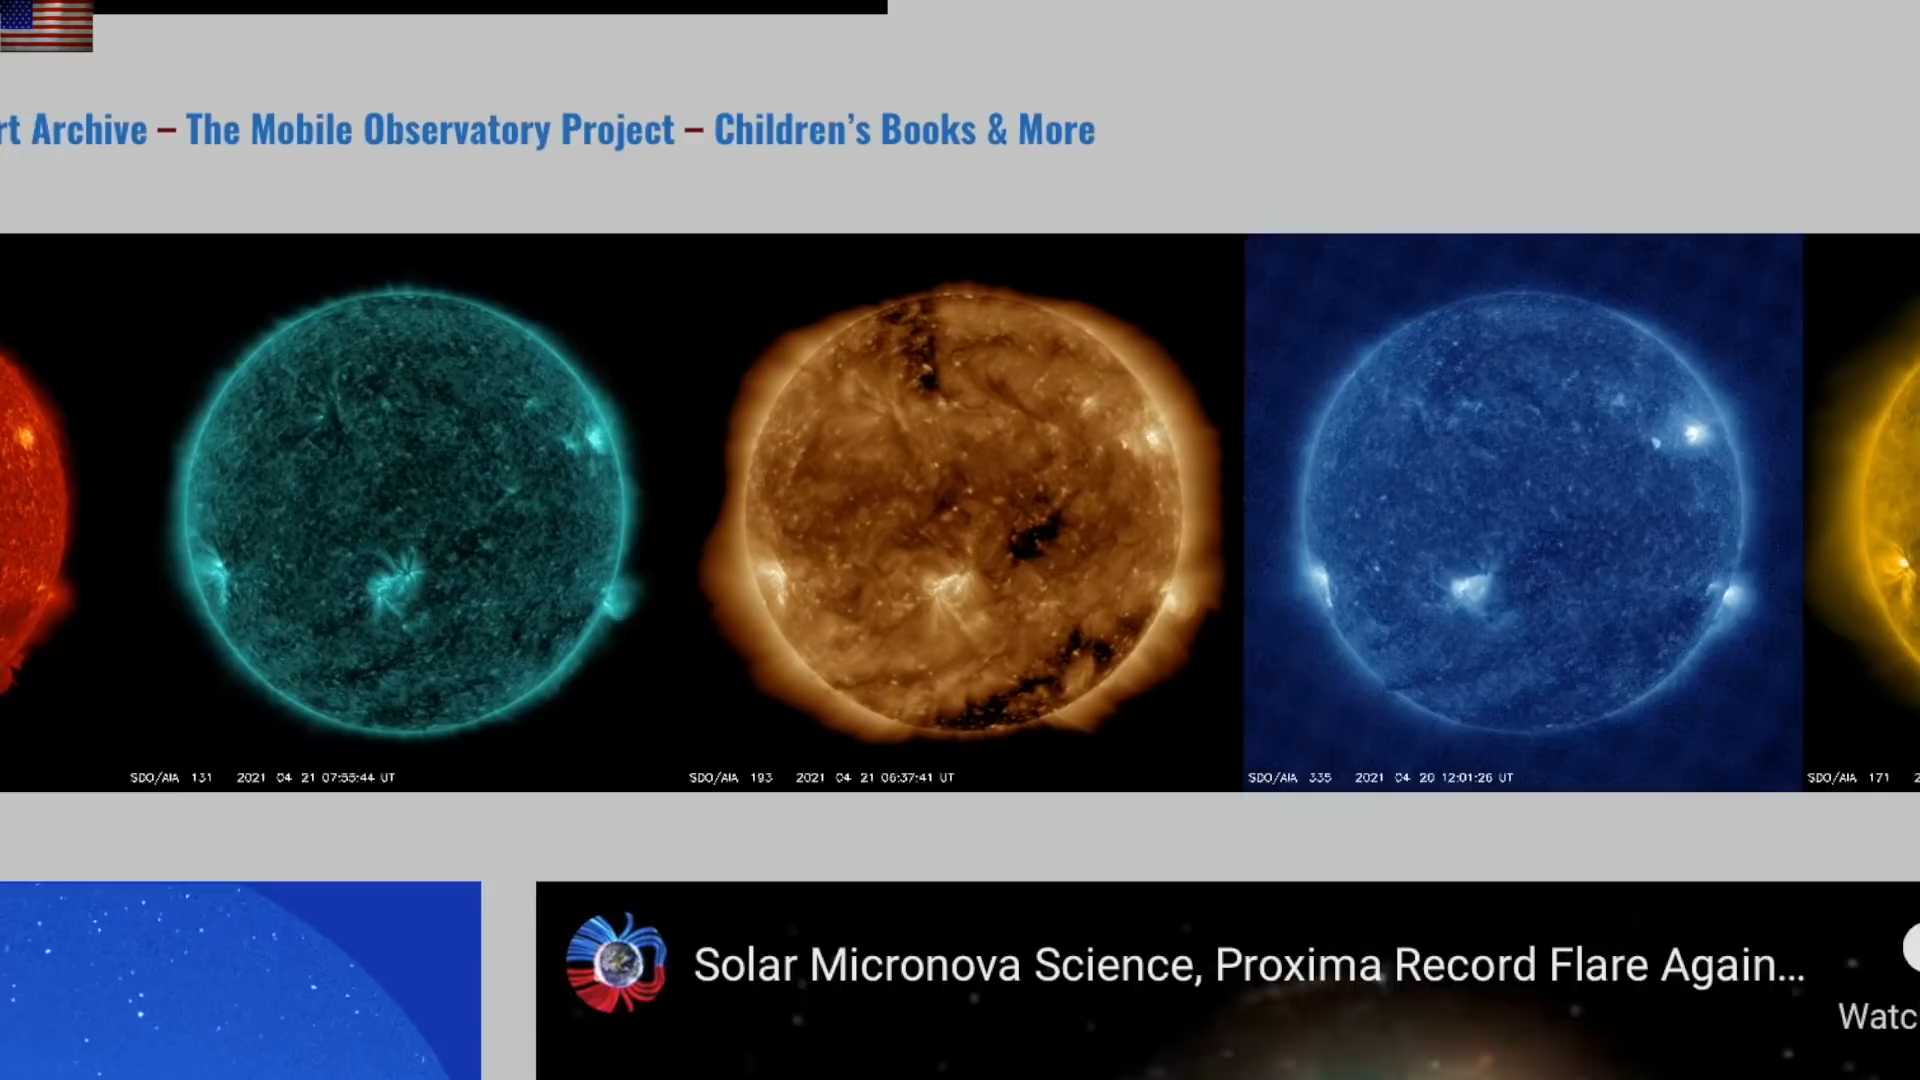 rt Archive – The Mobile Observatory Project – Children's Books & More
SDO/AIA 131 2021 04 21 07:55:44 UT
SDO/AIA 193 2021 04 21 06:37:41 UT
SDO/AIA 335 2021 04 20 12:01:26 UT
SDO/AIA 171 2
Solar Micronova Science, Proxima Record Flare Again...
Watc